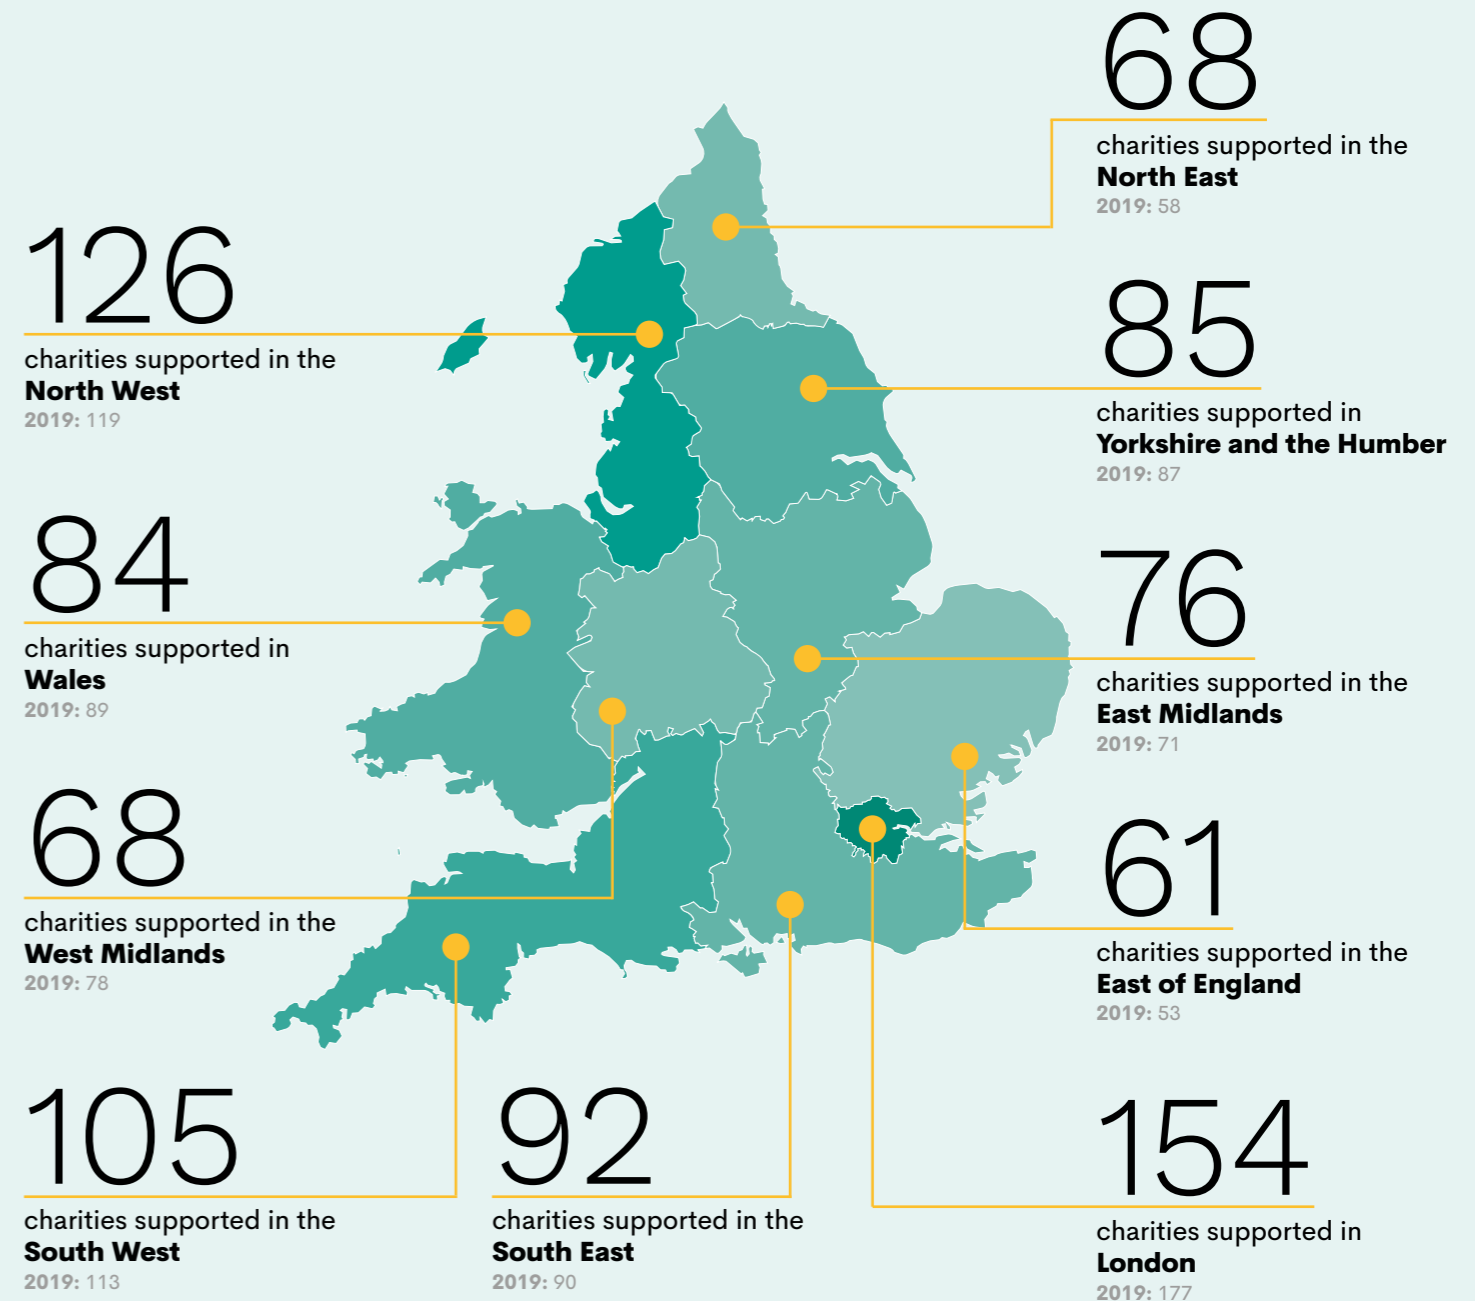 68
charities supported in the
North East
2019: 58
126
charities supported in the
North West
2019: 119
85
charities supported in
Yorkshire and the Humber
2019: 87
84
charities supported in
Wales
2019: 89
76
charities supported in the
East Midlands
2019: 71
68
charities supported in the
West Midlands
2019: 78
61
charities supported in the
East of England
2019: 53
105
charities supported in the
South West
2019: 113
92
charities supported in the
South East
2019: 90
154
charities supported in
London
2019: 177